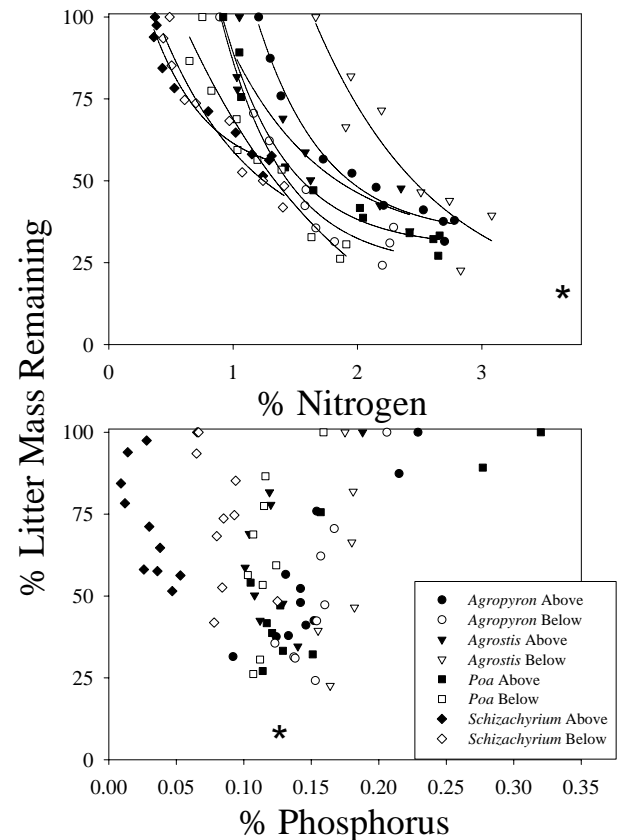 % Litter Mass Remaining
100
75
50
25
0
0 1 2 3
% Nitrogen
*
100
75
50
25
0
0.00 0.05 0.10 0.15 0.20 0.25 0.30 0.35
% Phosphorus
*
Agropyron Above
Agropyron Below
Agrostis Above
Agrostis Below
Poa Above
Poa Below
Schizachyrium Above
Schizachyrium Below